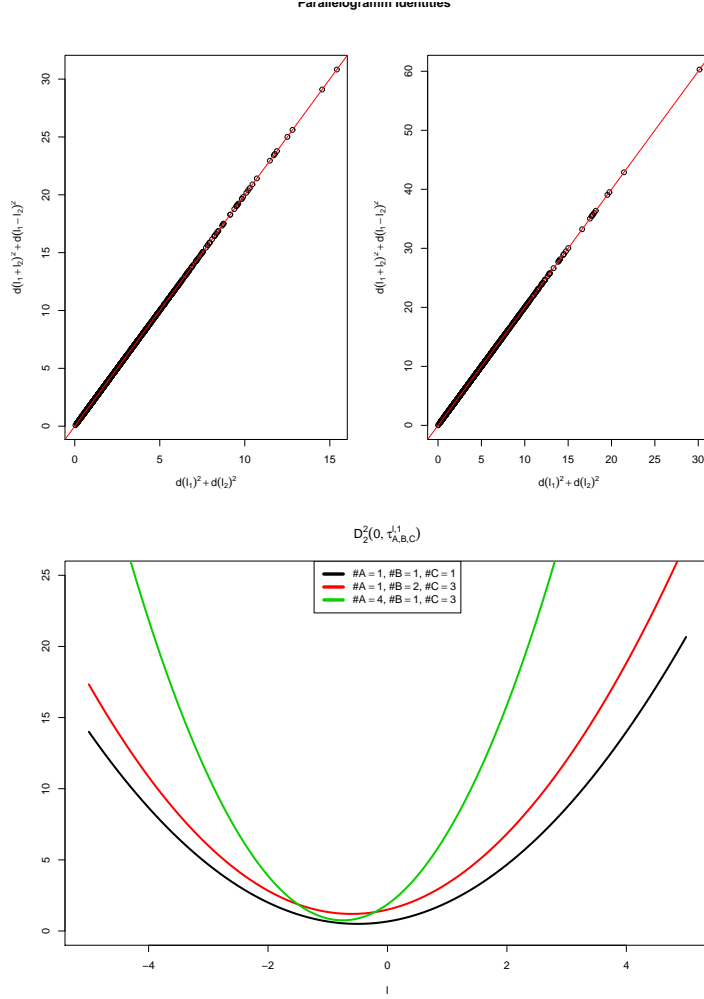 Parallelogramm Identities
d(l₁+l₂)²+d(l₁−l₂)²
30
25
20
15
10
5
0
0 5 10 15
d(l₁)²+d(l₂)²
d(l₁+l₂)²+d(l₁−l₂)²
60
50
40
30
20
10
0
0 5 10 15 20 25 30
d(l₁)²+d(l₂)²
D₂²(0, τ_{A,B,C}^{l,1})
#A=1, #B=1, #C=1
#A=1, #B=2, #C=3
#A=4, #B=1, #C=3
25
20
15
10
5
0
−4 −2 0 2 4
l